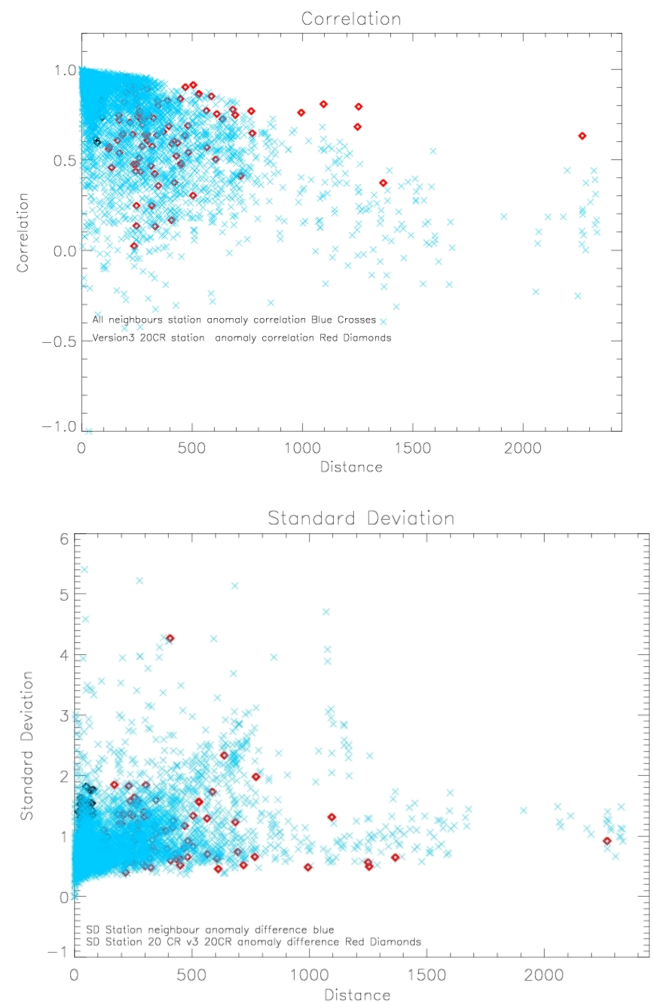 Correlation
1.0
0.5
0.0
−0.5
−1.0
Correlation
All neighbours station anomaly correlation Blue Crosses
Version3 20CR station anomaly correlation Red Diamonds
0 500 1000 1500 2000
Distance
Standard Deviation
6
5
4
3
2
1
0
−1
Standard Deviation
SD Station neighbour anomaly difference blue
SD Station 20 CR v3 20CR anomaly difference Red Diamonds
0 500 1000 1500 2000
Distance